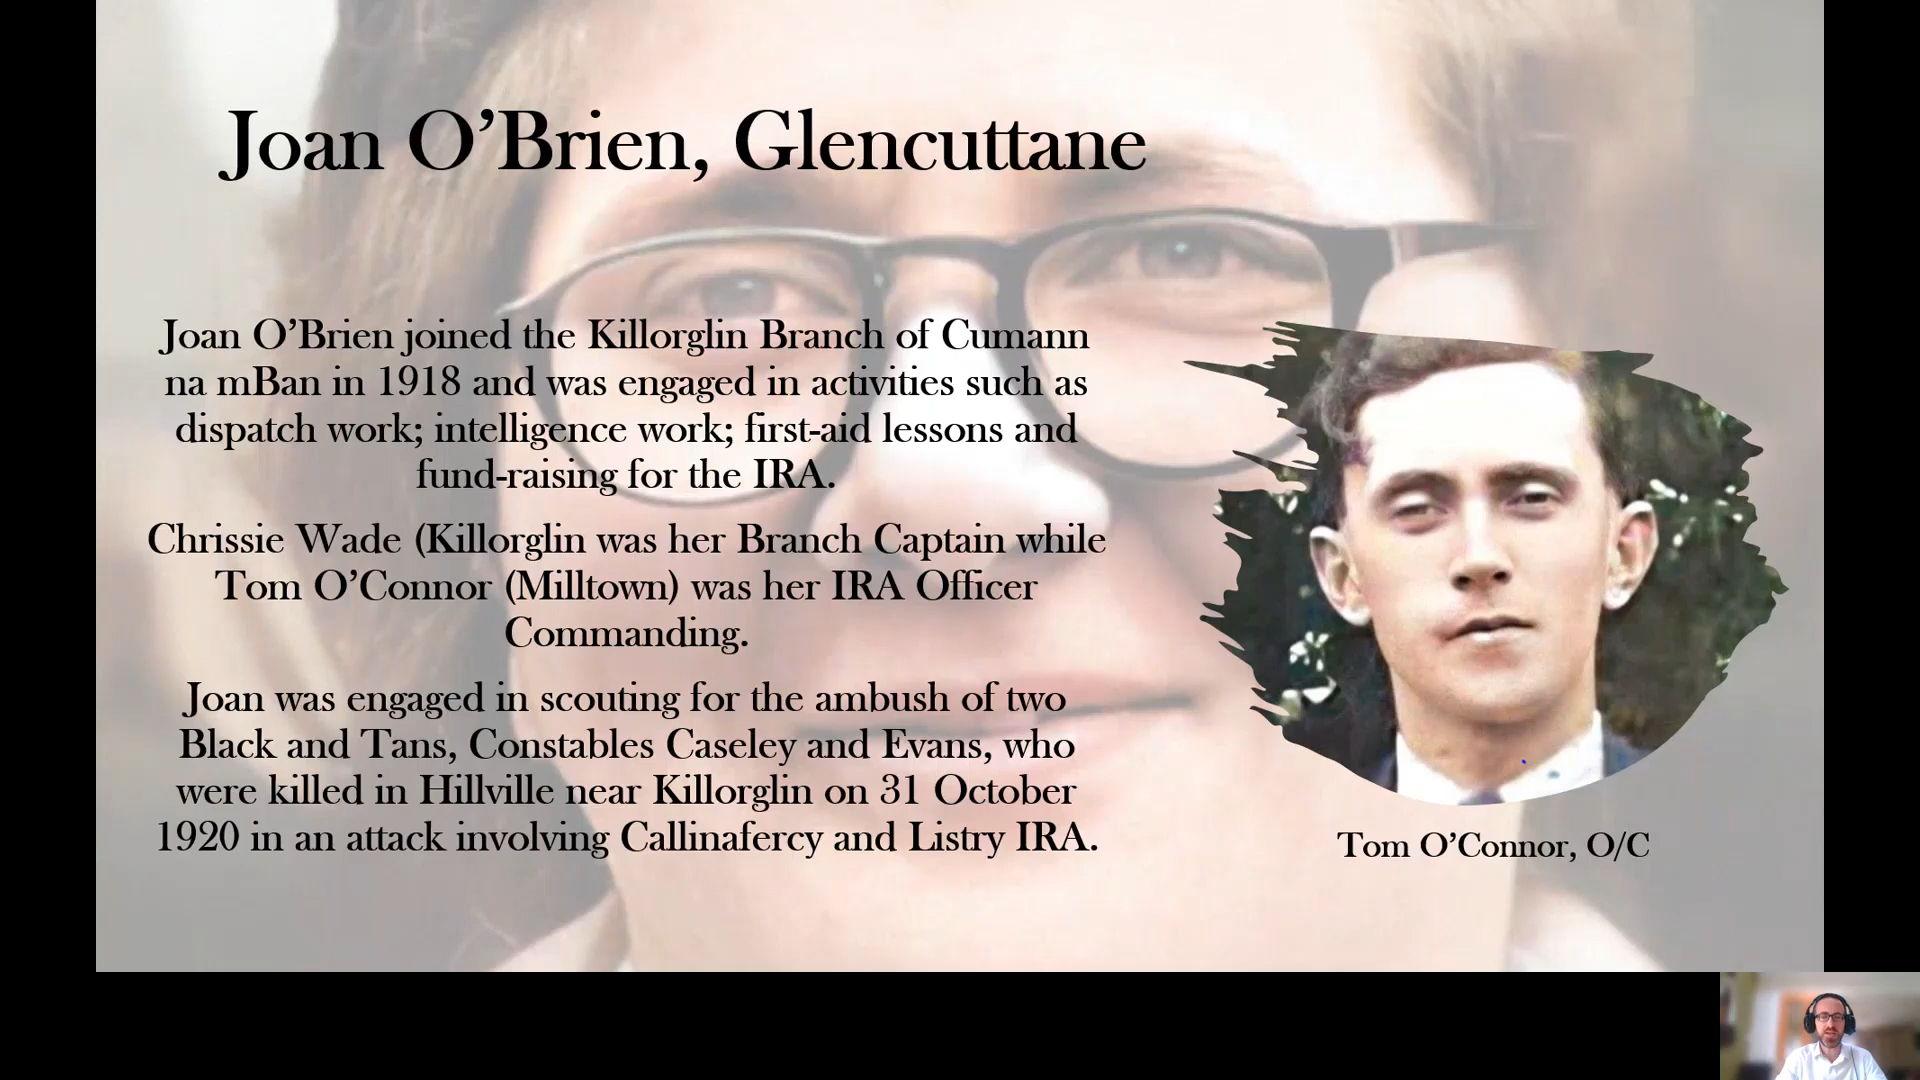 Joan O’Brien, Glencuttane
Joan O’Brien joined the Killorglin Branch of Cumann
na mBan in 1918 and was engaged in activities such as
dispatch work; intelligence work; first-aid lessons and
fund-raising for the IRA.
Chrissie Wade (Killorglin was her Branch Captain while
Tom O’Connor (Milltown) was her IRA Officer
Commanding.
Joan was engaged in scouting for the ambush of two
Black and Tans, Constables Caseley and Evans, who
were killed in Hillville near Killorglin on 31 October
1920 in an attack involving Callinafercy and Listry IRA.
Tom O’Connor, O/C